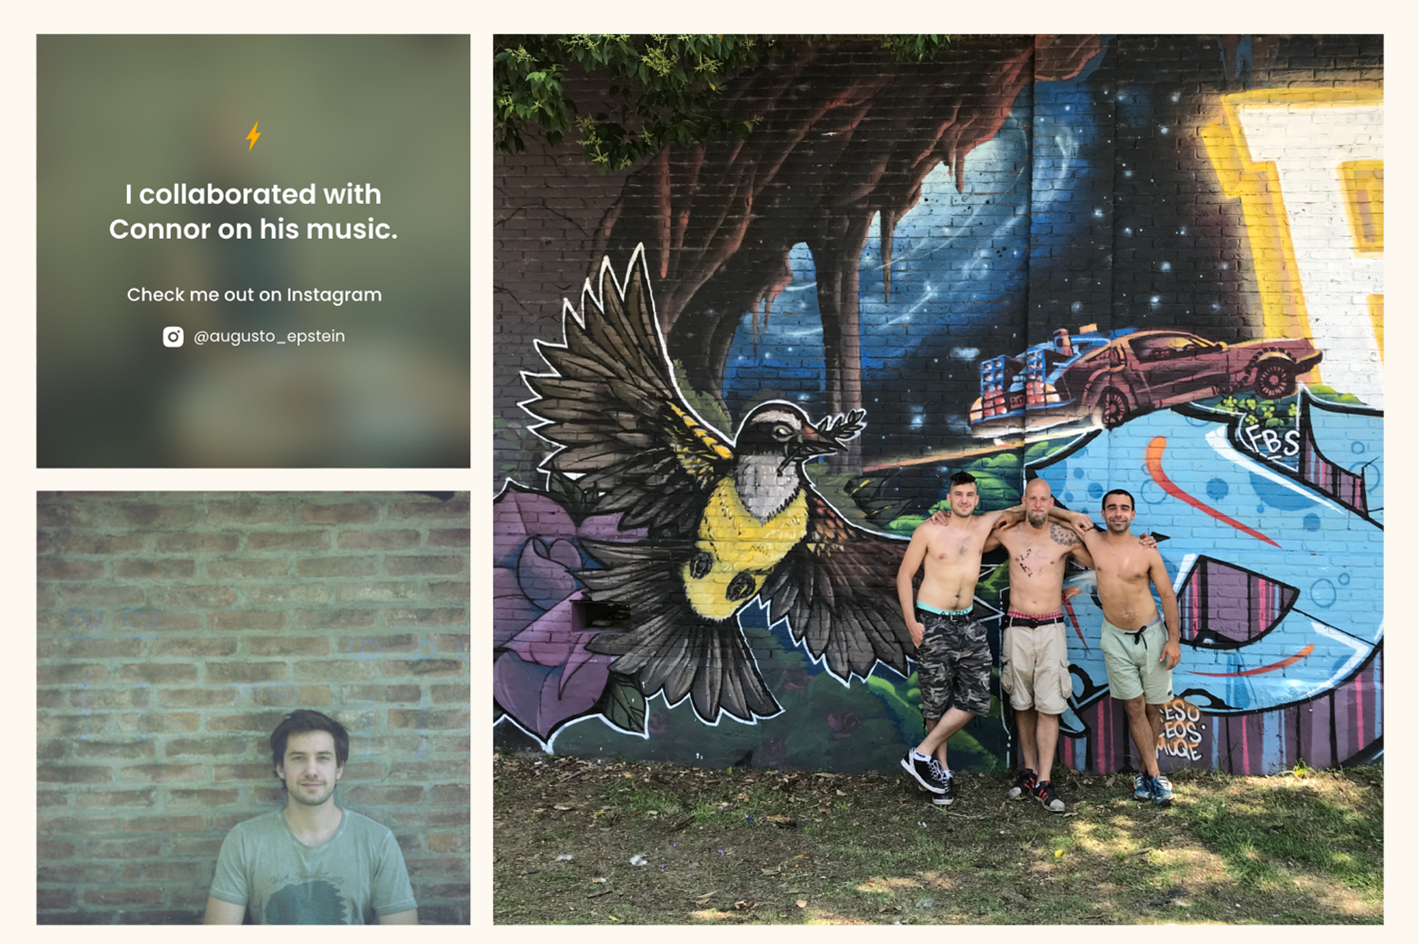 I collaborated with
Connor on his music.
Check me out on Instagram
@augusto_epstein
FBS
ESO
EOS
MUQE